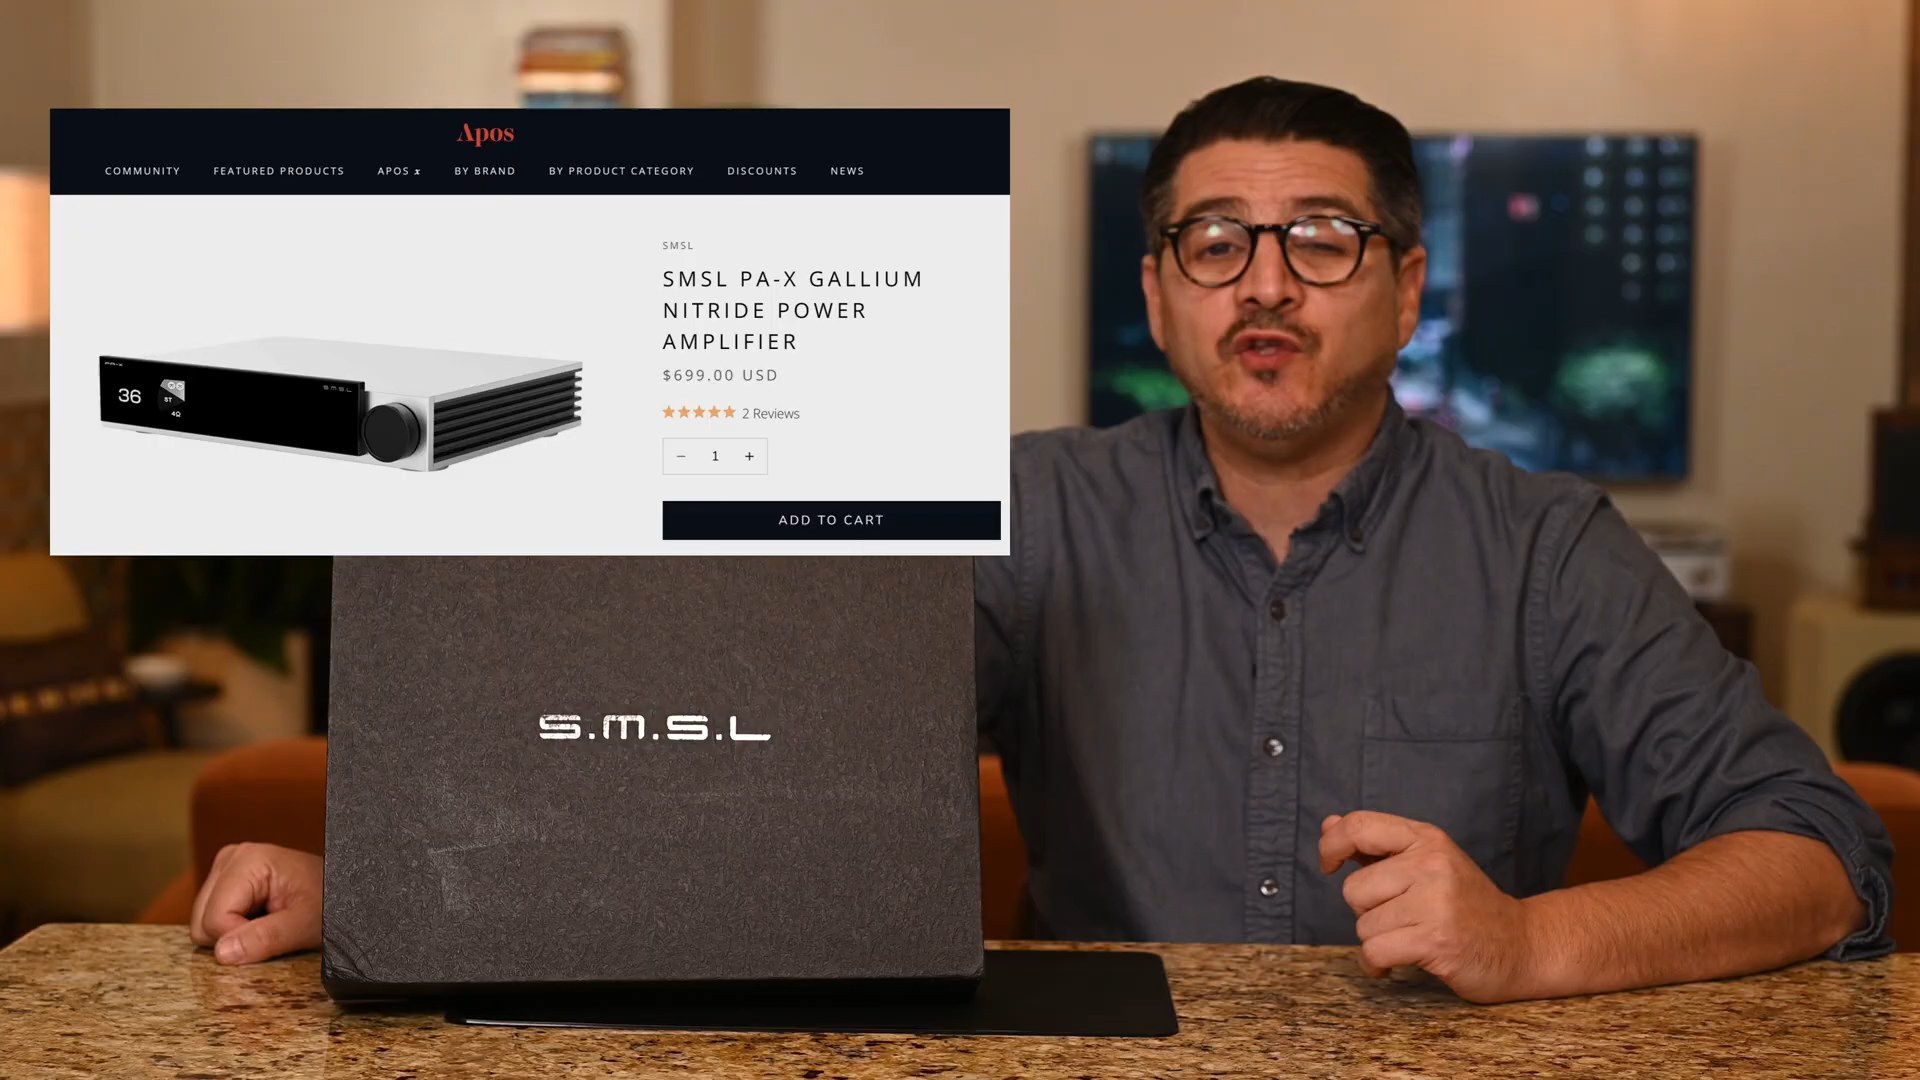 Apos
COMMUNITY FEATURED PRODUCTS APOS x BY BRAND BY PRODUCT CATEGORY DISCOUNTS NEWS
SMSL
SMSL PA-X GALLIUM
NITRIDE POWER
AMPLIFIER
$699.00 USD
2 Reviews
− 1 +
ADD TO CART
PA-X
S.M.S.L
36
ST
4Ω
S.M.S.L